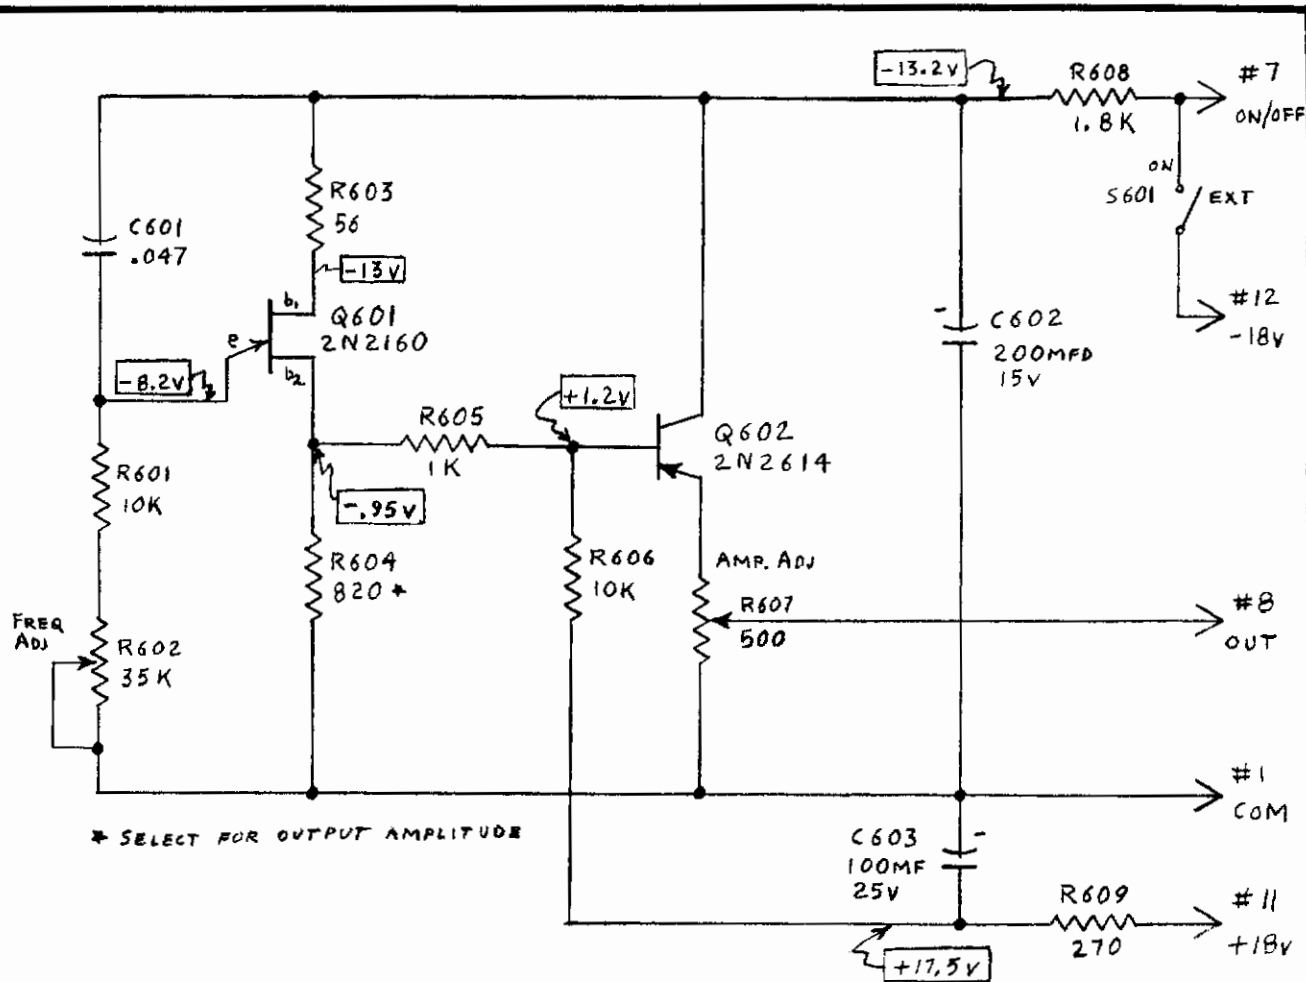 -13.2V
R608
1.8K
#7
ON/OFF
ON
S601
EXT
#12
-18V
C601
.047
R603
56
-13V
b1
Q601
2N2160
e
b2
-8.2V
C602
200MFD
15V
+1.2V
R605
1K
Q602
2N2614
R601
10K
-.95V
R604
820 *
R606
10K
AMP. ADJ
R607
500
#8
OUT
FREQ
ADJ
R602
35K
#1
COM
* SELECT FOR OUTPUT AMPLITUDE
C603
100MF
25V
R609
270
#11
+18V
+17.5V